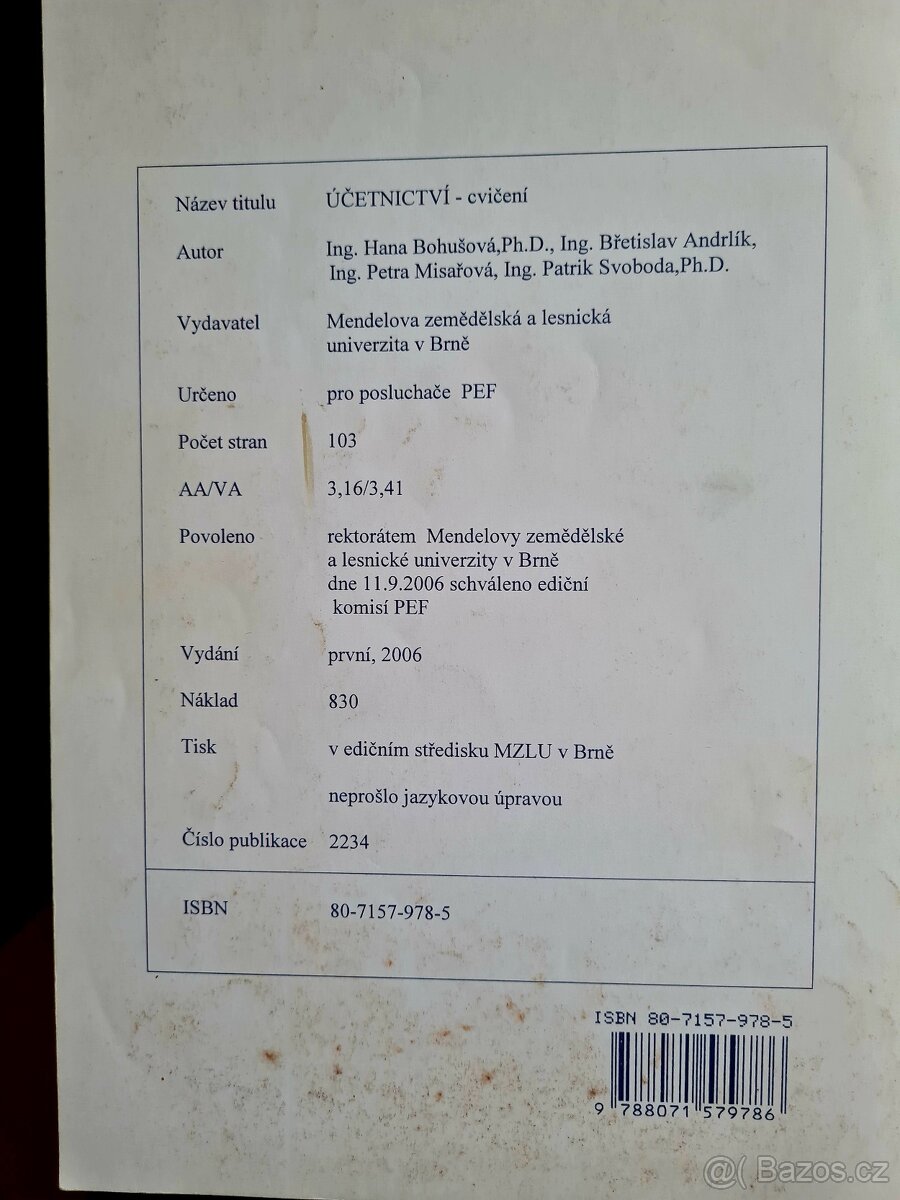 Název titulu ÚČETNICTVÍ - cvičení
Autor Ing. Hana Bohušová,Ph.D., Ing. Břetislav Andrlík,
Ing. Petra Misařová, Ing. Patrik Svoboda,Ph.D.
Vydavatel Mendelova zemědělská a lesnická
univerzita v Brně
Určeno pro posluchače PEF
Počet stran 103
AA/VA 3,16/3,41
Povoleno rektorátem Mendelovy zemědělské
a lesnické univerzity v Brně
dne 11.9.2006 schváleno ediční
komisí PEF
Vydání první, 2006
Náklad 830
Tisk v edičním středisku MZLU v Brně
neprošlo jazykovou úpravou
Číslo publikace 2234
ISBN 80-7157-978-5
ISBN 80-7157-978-5
9 788071 579786
@( Bazos.cz